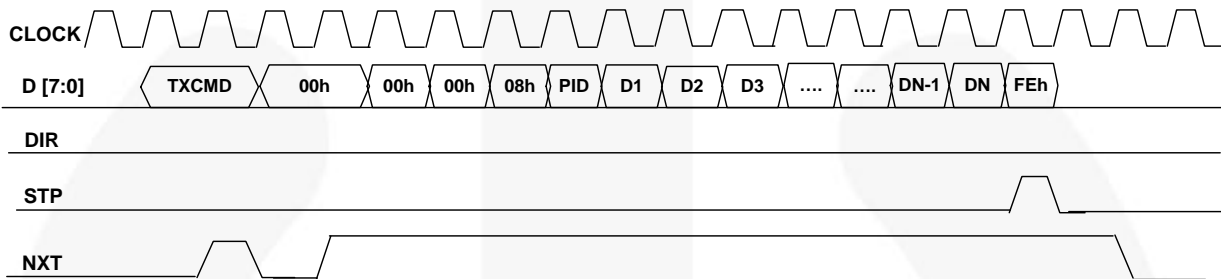 CLOCK
D [7:0] TXCMD 00h 00h 00h 08h PID D1 D2 D3 .... .... DN-1 DN FEh
DIR
STP
NXT